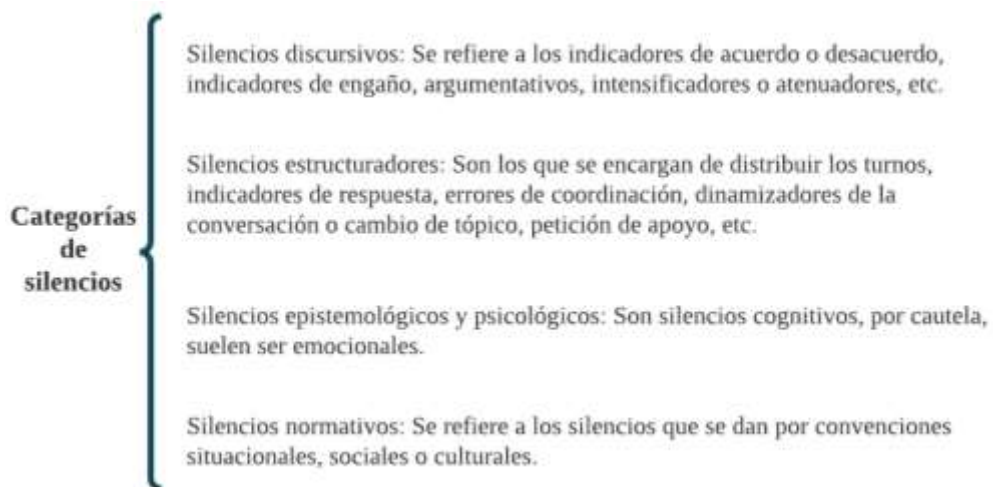 Silencios discursivos: Se refiere a los indicadores de acuerdo o desacuerdo,
indicadores de engaño, argumentativos, intensificadores o atenuadores, etc.
Silencios estructuradores: Son los que se encargan de distribuir los turnos,
indicadores de respuesta, errores de coordinación, dinamizadores de la
conversación o cambio de tópico, petición de apoyo, etc.
Categorías
de
silencios
Silencios epistemológicos y psicológicos: Son silencios cognitivos, por cautela,
suelen ser emocionales.
Silencios normativos: Se refiere a los silencios que se dan por convenciones
situacionales, sociales o culturales.